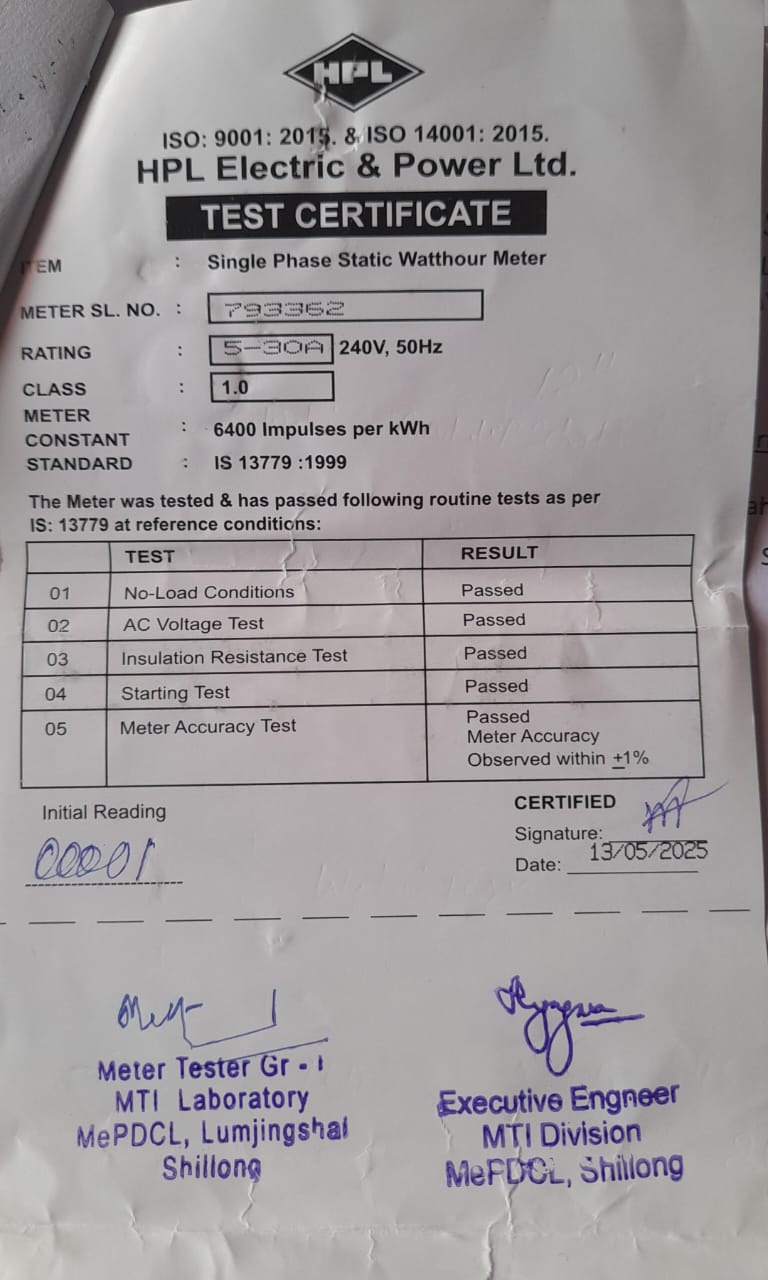 HPL
ISO: 9001: 2015. & ISO 14001: 2015.
HPL Electric & Power Ltd.
TEST CERTIFICATE
ITEM : Single Phase Static Watthour Meter
METER SL. NO. : 793362
RATING : 5-30A 240V, 50Hz
CLASS : 1.0
METER
CONSTANT : 6400 Impulses per kWh
STANDARD : IS 13779 :1999
The Meter was tested & has passed following routine tests as per
IS: 13779 at reference conditions:
TEST RESULT
01 No-Load Conditions Passed
02 AC Voltage Test Passed
03 Insulation Resistance Test Passed
04 Starting Test Passed
05 Meter Accuracy Test Passed
Meter Accuracy
Observed within ±1%
Initial Reading
00001
CERTIFIED
Signature:
Date: 13/05/2025
Meter Tester Gr - I
MTI Laboratory
MePDCL, Lumjingshai
Shillong
Executive Engneer
MTI Division
MePDCL, Shillong